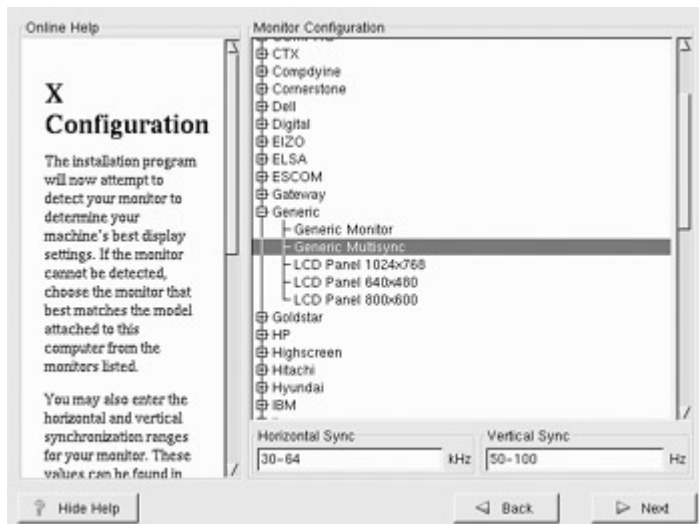 Online Help
X
Configuration
The installation program
will now attempt to
detect your monitor to
determine your
machine's best display
settings. If the monitor
cannot be detected,
choose the monitor that
best matches the model
attached to this
computer from the
monitors listed.
You may also enter the
horizontal and vertical
synchronization ranges
for your monitor. These
values can be found in
Monitor Configuration
CTX
Compdyine
Cornerstone
Dell
Digital
EIZO
ELSA
ESCOM
Gateway
Generic
Generic Monitor
Generic Multisync
LCD Panel 1024x768
LCD Panel 640x480
LCD Panel 800x600
Goldstar
HP
Highscreen
Hitachi
Hyundai
IBM
Horizontal Sync
30-64 kHz
Vertical Sync
50-100 Hz
? Hide Help
Back
Next